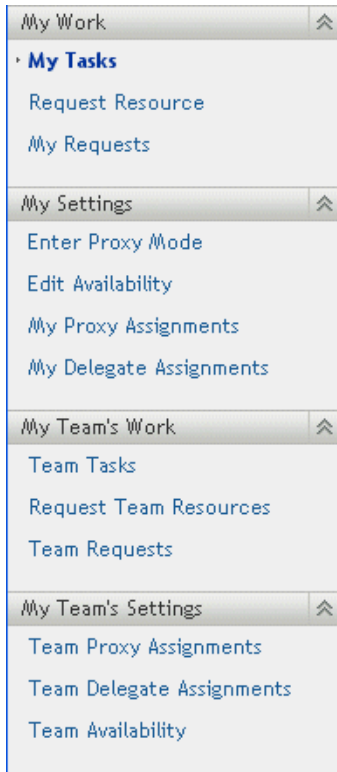 My Work
My Tasks
Request Resource
My Requests
My Settings
Enter Proxy Mode
Edit Availability
My Proxy Assignments
My Delegate Assignments
My Team's Work
Team Tasks
Request Team Resources
Team Requests
My Team's Settings
Team Proxy Assignments
Team Delegate Assignments
Team Availability